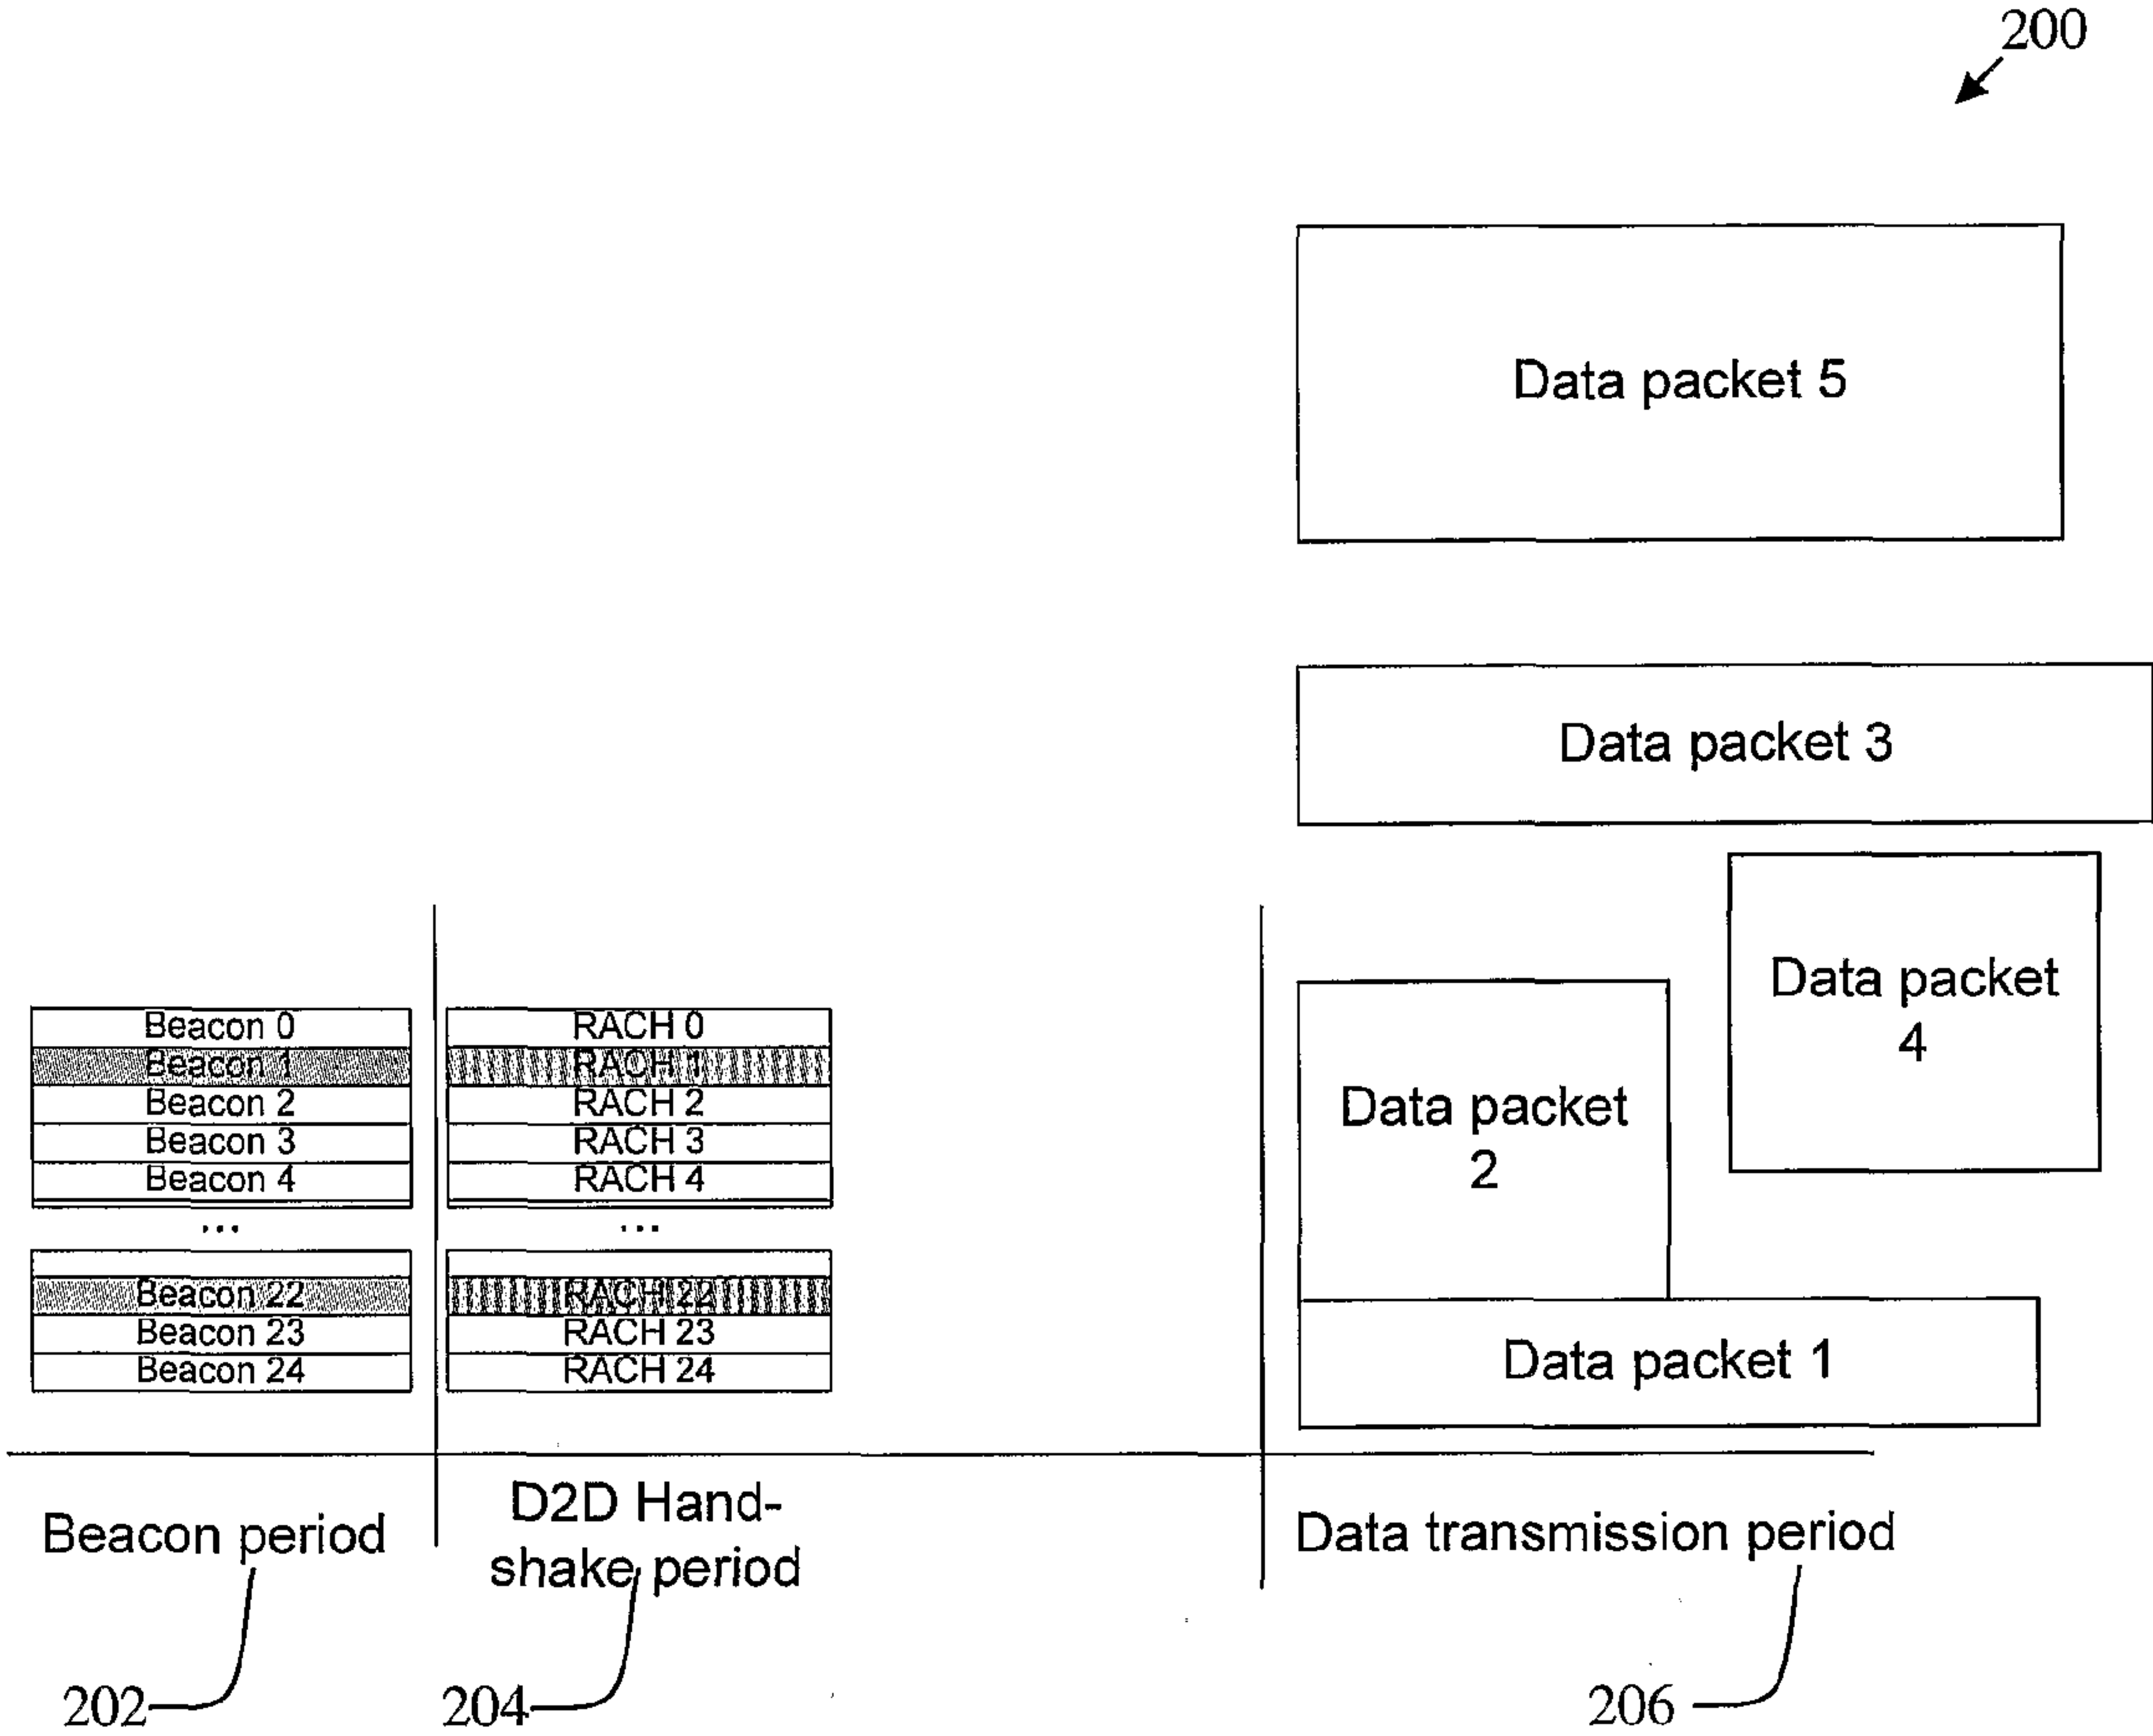 200
Data packet 5
Data packet 3
Data packet
4
Data packet
2
Data packet 1
Beacon 0
Beacon 1
Beacon 2
Beacon 3
Beacon 4
...
Beacon 22
Beacon 23
Beacon 24
RACH 0
RACH 1
RACH 2
RACH 3
RACH 4
...
RACH 22
RACH 23
RACH 24
Beacon period
D2D Hand-
shake period
Data transmission period
202
204
206